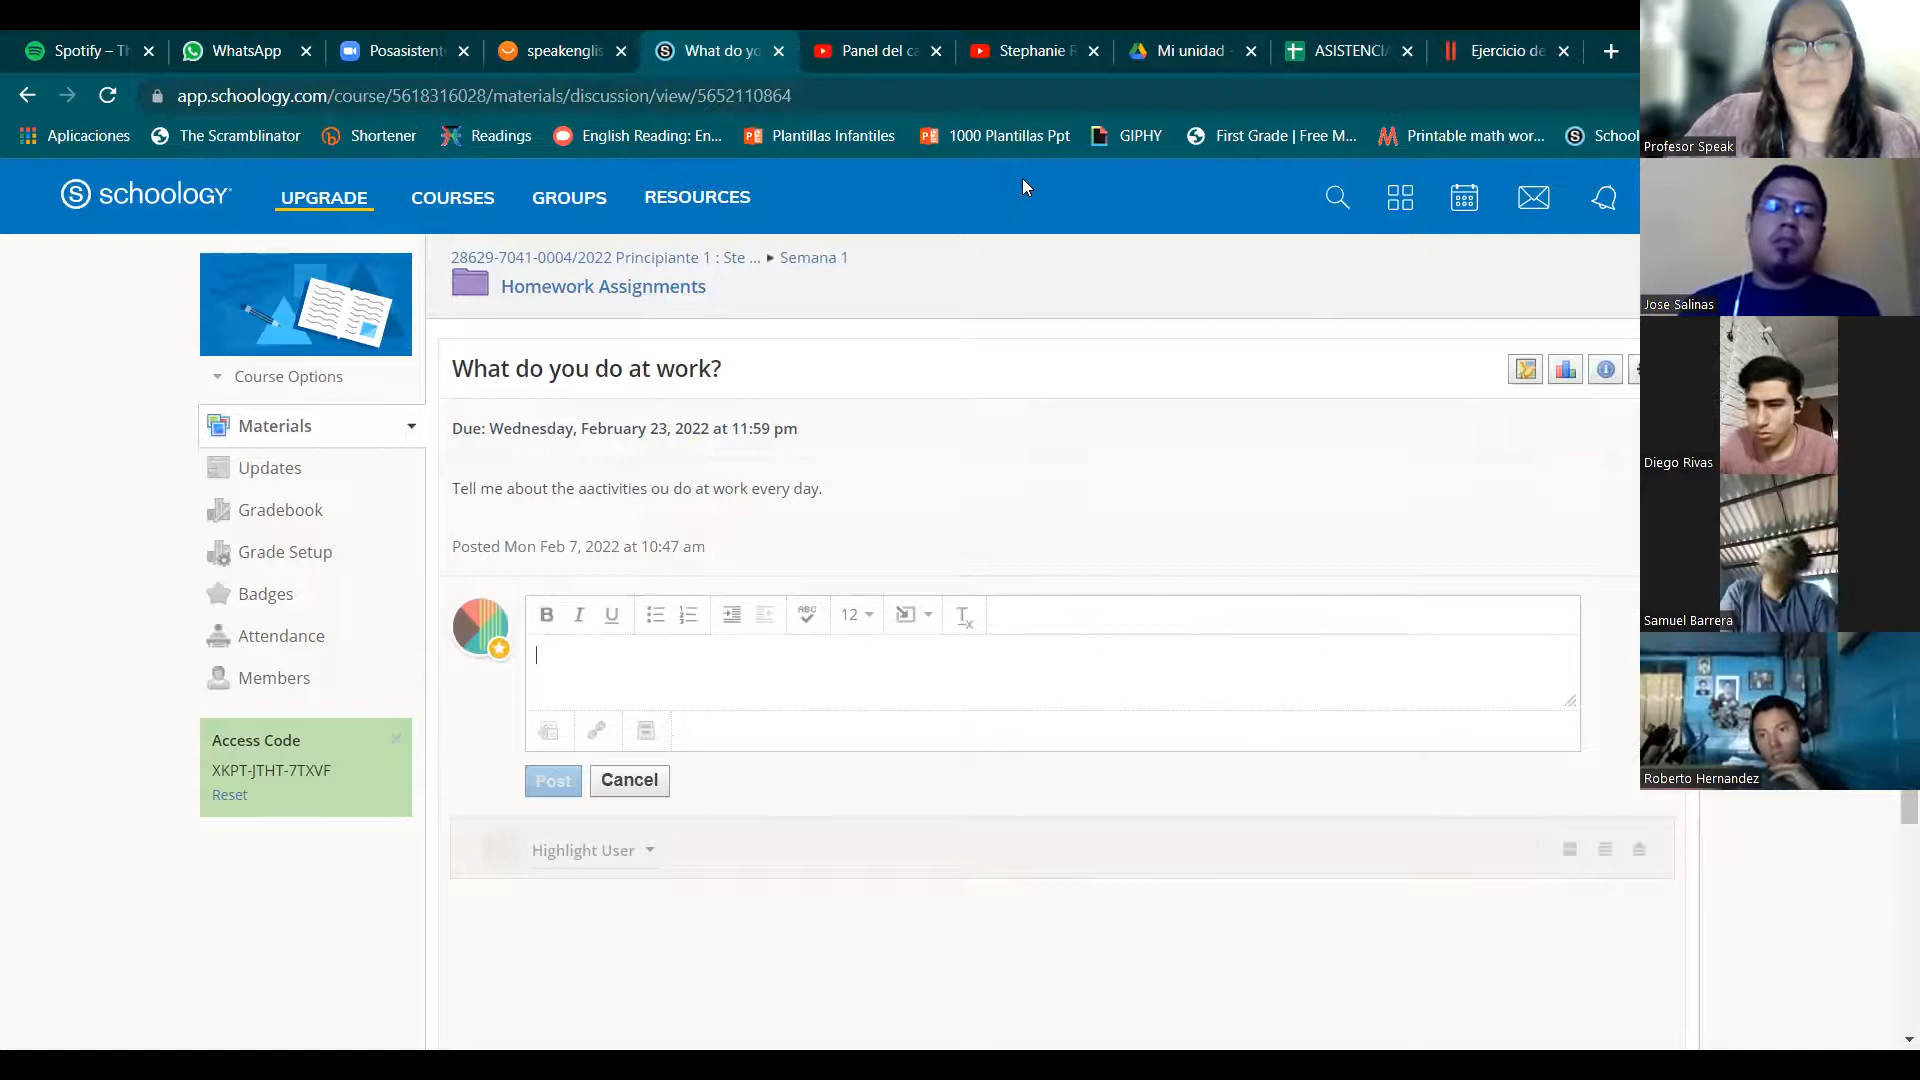 Spotify – Th
WhatsApp
Posasistent
speakenglis
What do yo
Panel del ca
Stephanie R
Mi unidad -
ASISTENCIA
Ejercicio de
app.schoology.com/course/5618316028/materials/discussion/view/5652110864
Aplicaciones
The Scramblinator
Shortener
Readings
English Reading: En...
Plantillas Infantiles
1000 Plantillas Ppt
GIPHY
First Grade | Free M...
Printable math wor...
School
Profesor Speak
schoology
UPGRADE
COURSES
GROUPS
RESOURCES
28629-7041-0004/2022 Principiante 1 : Ste ... ▸ Semana 1
Homework Assignments
Jose Salinas
Course Options
What do you do at work?
Materials
Due: Wednesday, February 23, 2022 at 11:59 pm
Updates
Diego Rivas
Tell me about the aactivities ou do at work every day.
Gradebook
Posted Mon Feb 7, 2022 at 10:47 am
Grade Setup
Badges
B I U ABC 12 Tx
Samuel Barrera
Attendance
Members
Access Code
XKPT-JTHT-7TXVF
Reset
Post
Cancel
Roberto Hernandez
Highlight User